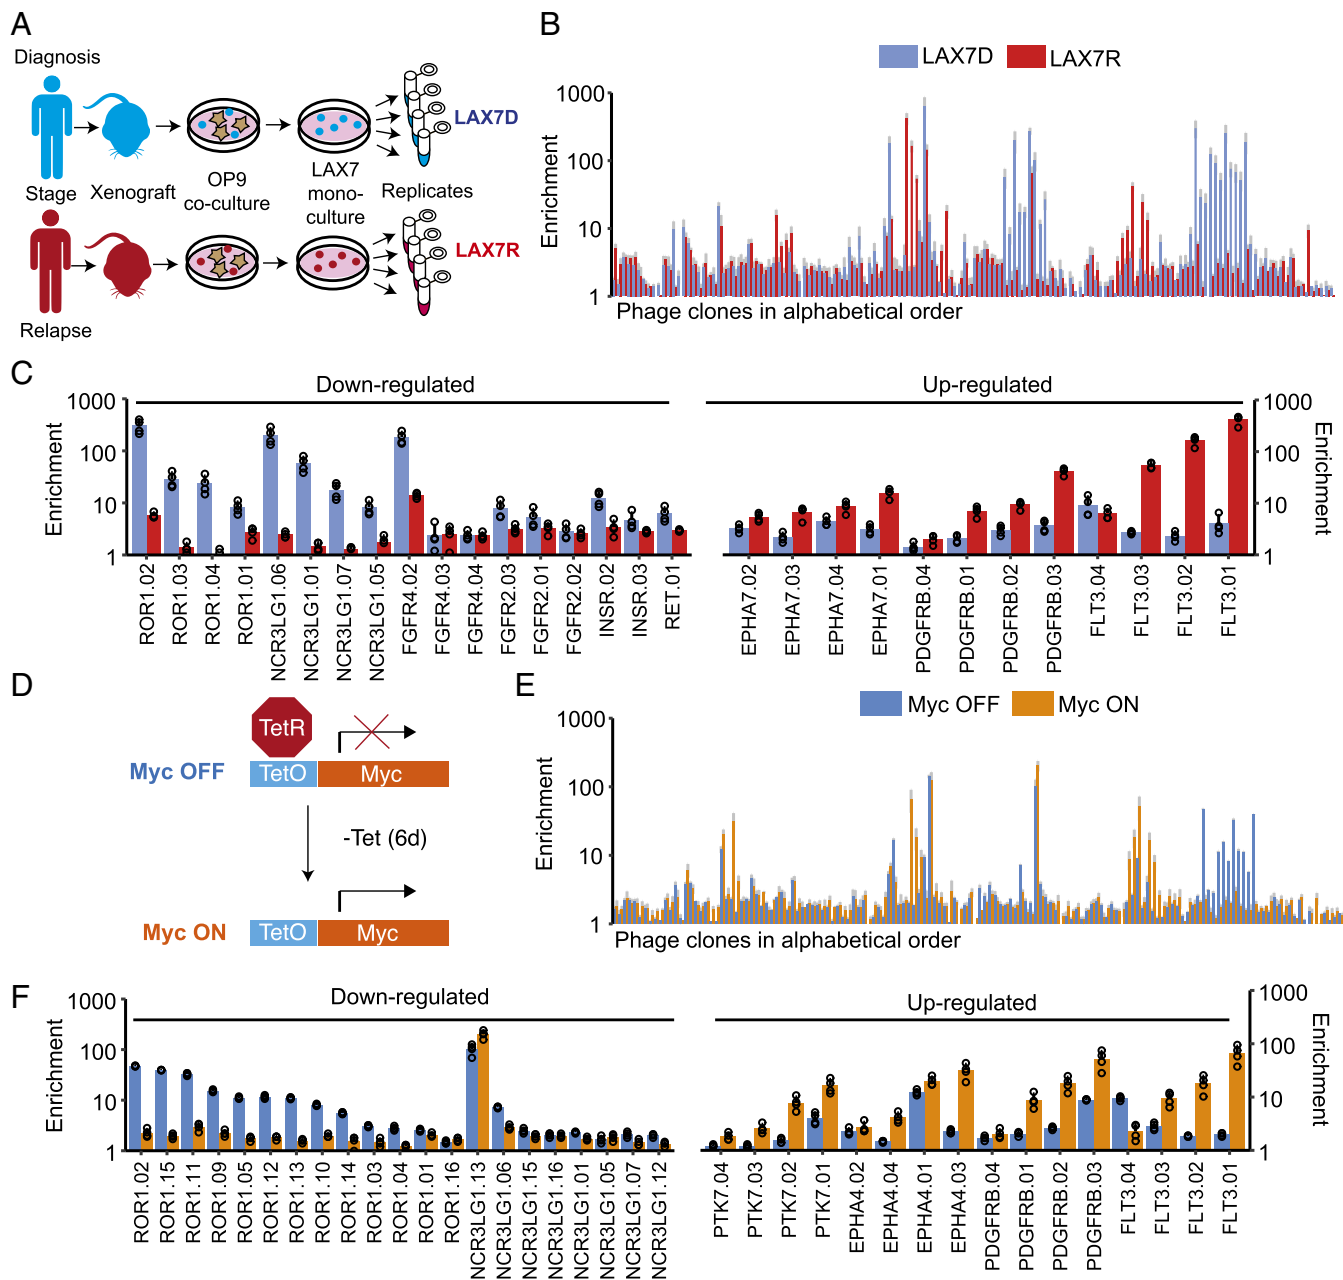 A
Diagnosis
Stage
Xenograft
OP9
co-culture
LAX7
mono-
culture
Replicates
LAX7D
LAX7R
Relapse
B
LAX7D
LAX7R
Enrichment
1000
100
10
1
Phage clones in alphabetical order
C
Down-regulated
Up-regulated
Enrichment
1000
100
10
1
ROR1.02
ROR1.03
ROR1.04
ROR1.01
NCR3LG1.06
NCR3LG1.01
NCR3LG1.07
NCR3LG1.05
FGFR4.02
FGFR4.03
FGFR4.04
FGFR2.03
FGFR2.01
FGFR2.02
INSR.02
INSR.03
RET.01
EPHA7.02
EPHA7.03
EPHA7.04
EPHA7.01
PDGFRB.04
PDGFRB.01
PDGFRB.02
PDGFRB.03
FLT3.04
FLT3.03
FLT3.02
FLT3.01
1000
100
10
1
Enrichment
D
TetR
Myc OFF
TetO
Myc
-Tet (6d)
Myc ON
TetO
Myc
E
Myc OFF
Myc ON
Enrichment
1000
100
10
1
Phage clones in alphabetical order
F
Down-regulated
Up-regulated
Enrichment
1000
100
10
1
ROR1.02
ROR1.15
ROR1.11
ROR1.09
ROR1.05
ROR1.12
ROR1.13
ROR1.10
ROR1.14
ROR1.03
ROR1.04
ROR1.01
ROR1.16
NCR3LG1.13
NCR3LG1.06
NCR3LG1.15
NCR3LG1.16
NCR3LG1.01
NCR3LG1.05
NCR3LG1.07
NCR3LG1.12
PTK7.04
PTK7.03
PTK7.02
PTK7.01
EPHA4.02
EPHA4.04
EPHA4.01
EPHA4.03
PDGFRB.04
PDGFRB.01
PDGFRB.02
PDGFRB.03
FLT3.04
FLT3.03
FLT3.02
FLT3.01
1000
100
10
1
Enrichment